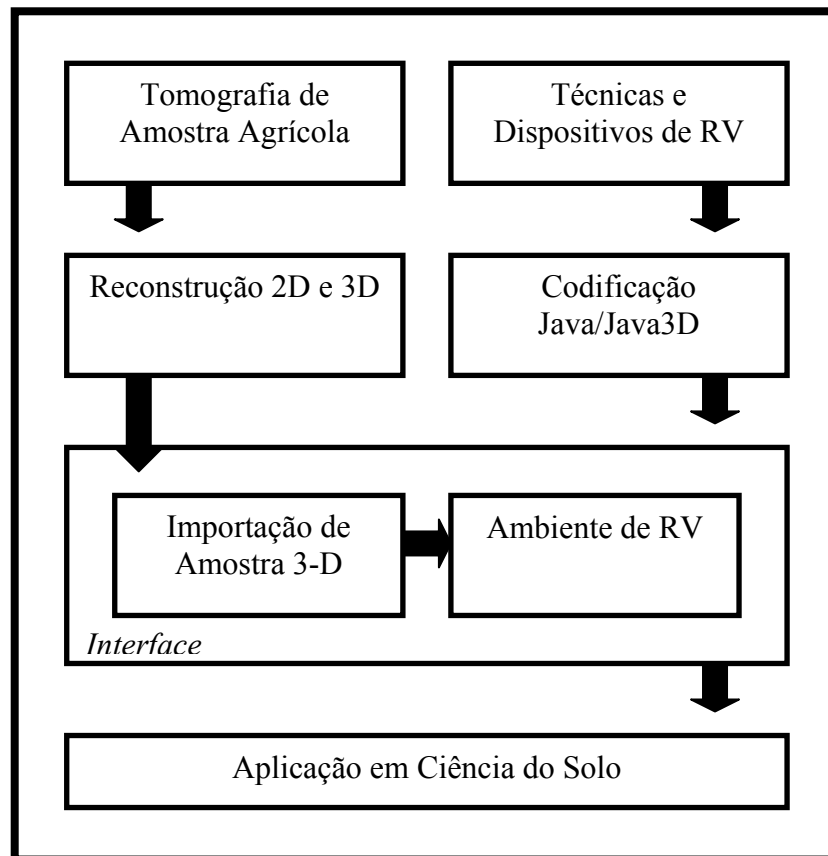 Tomografia de
Amostra Agrícola
Técnicas e
Dispositivos de RV
Reconstrução 2D e 3D
Codificação
Java/Java3D
Importação de
Amostra 3-D
Ambiente de RV
Interface
Aplicação em Ciência do Solo